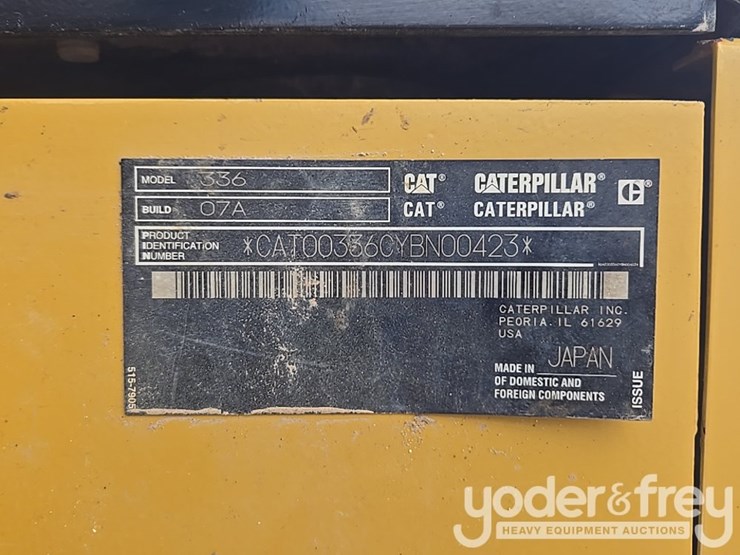 MODEL 336
BUILD 07A
CAT® CATERPILLAR® C®
CAT® CATERPILLAR®
PRODUCT
IDENTIFICATION
NUMBER
*CAT00336CYBN00423*
CATERPILLAR INC.
PEORIA. IL 61629
USA
MADE IN JAPAN
OF DOMESTIC AND
FOREIGN COMPONENTS
ISSUE
515-7905
yoder&frey
HEAVY EQUIPMENT AUCTIONS